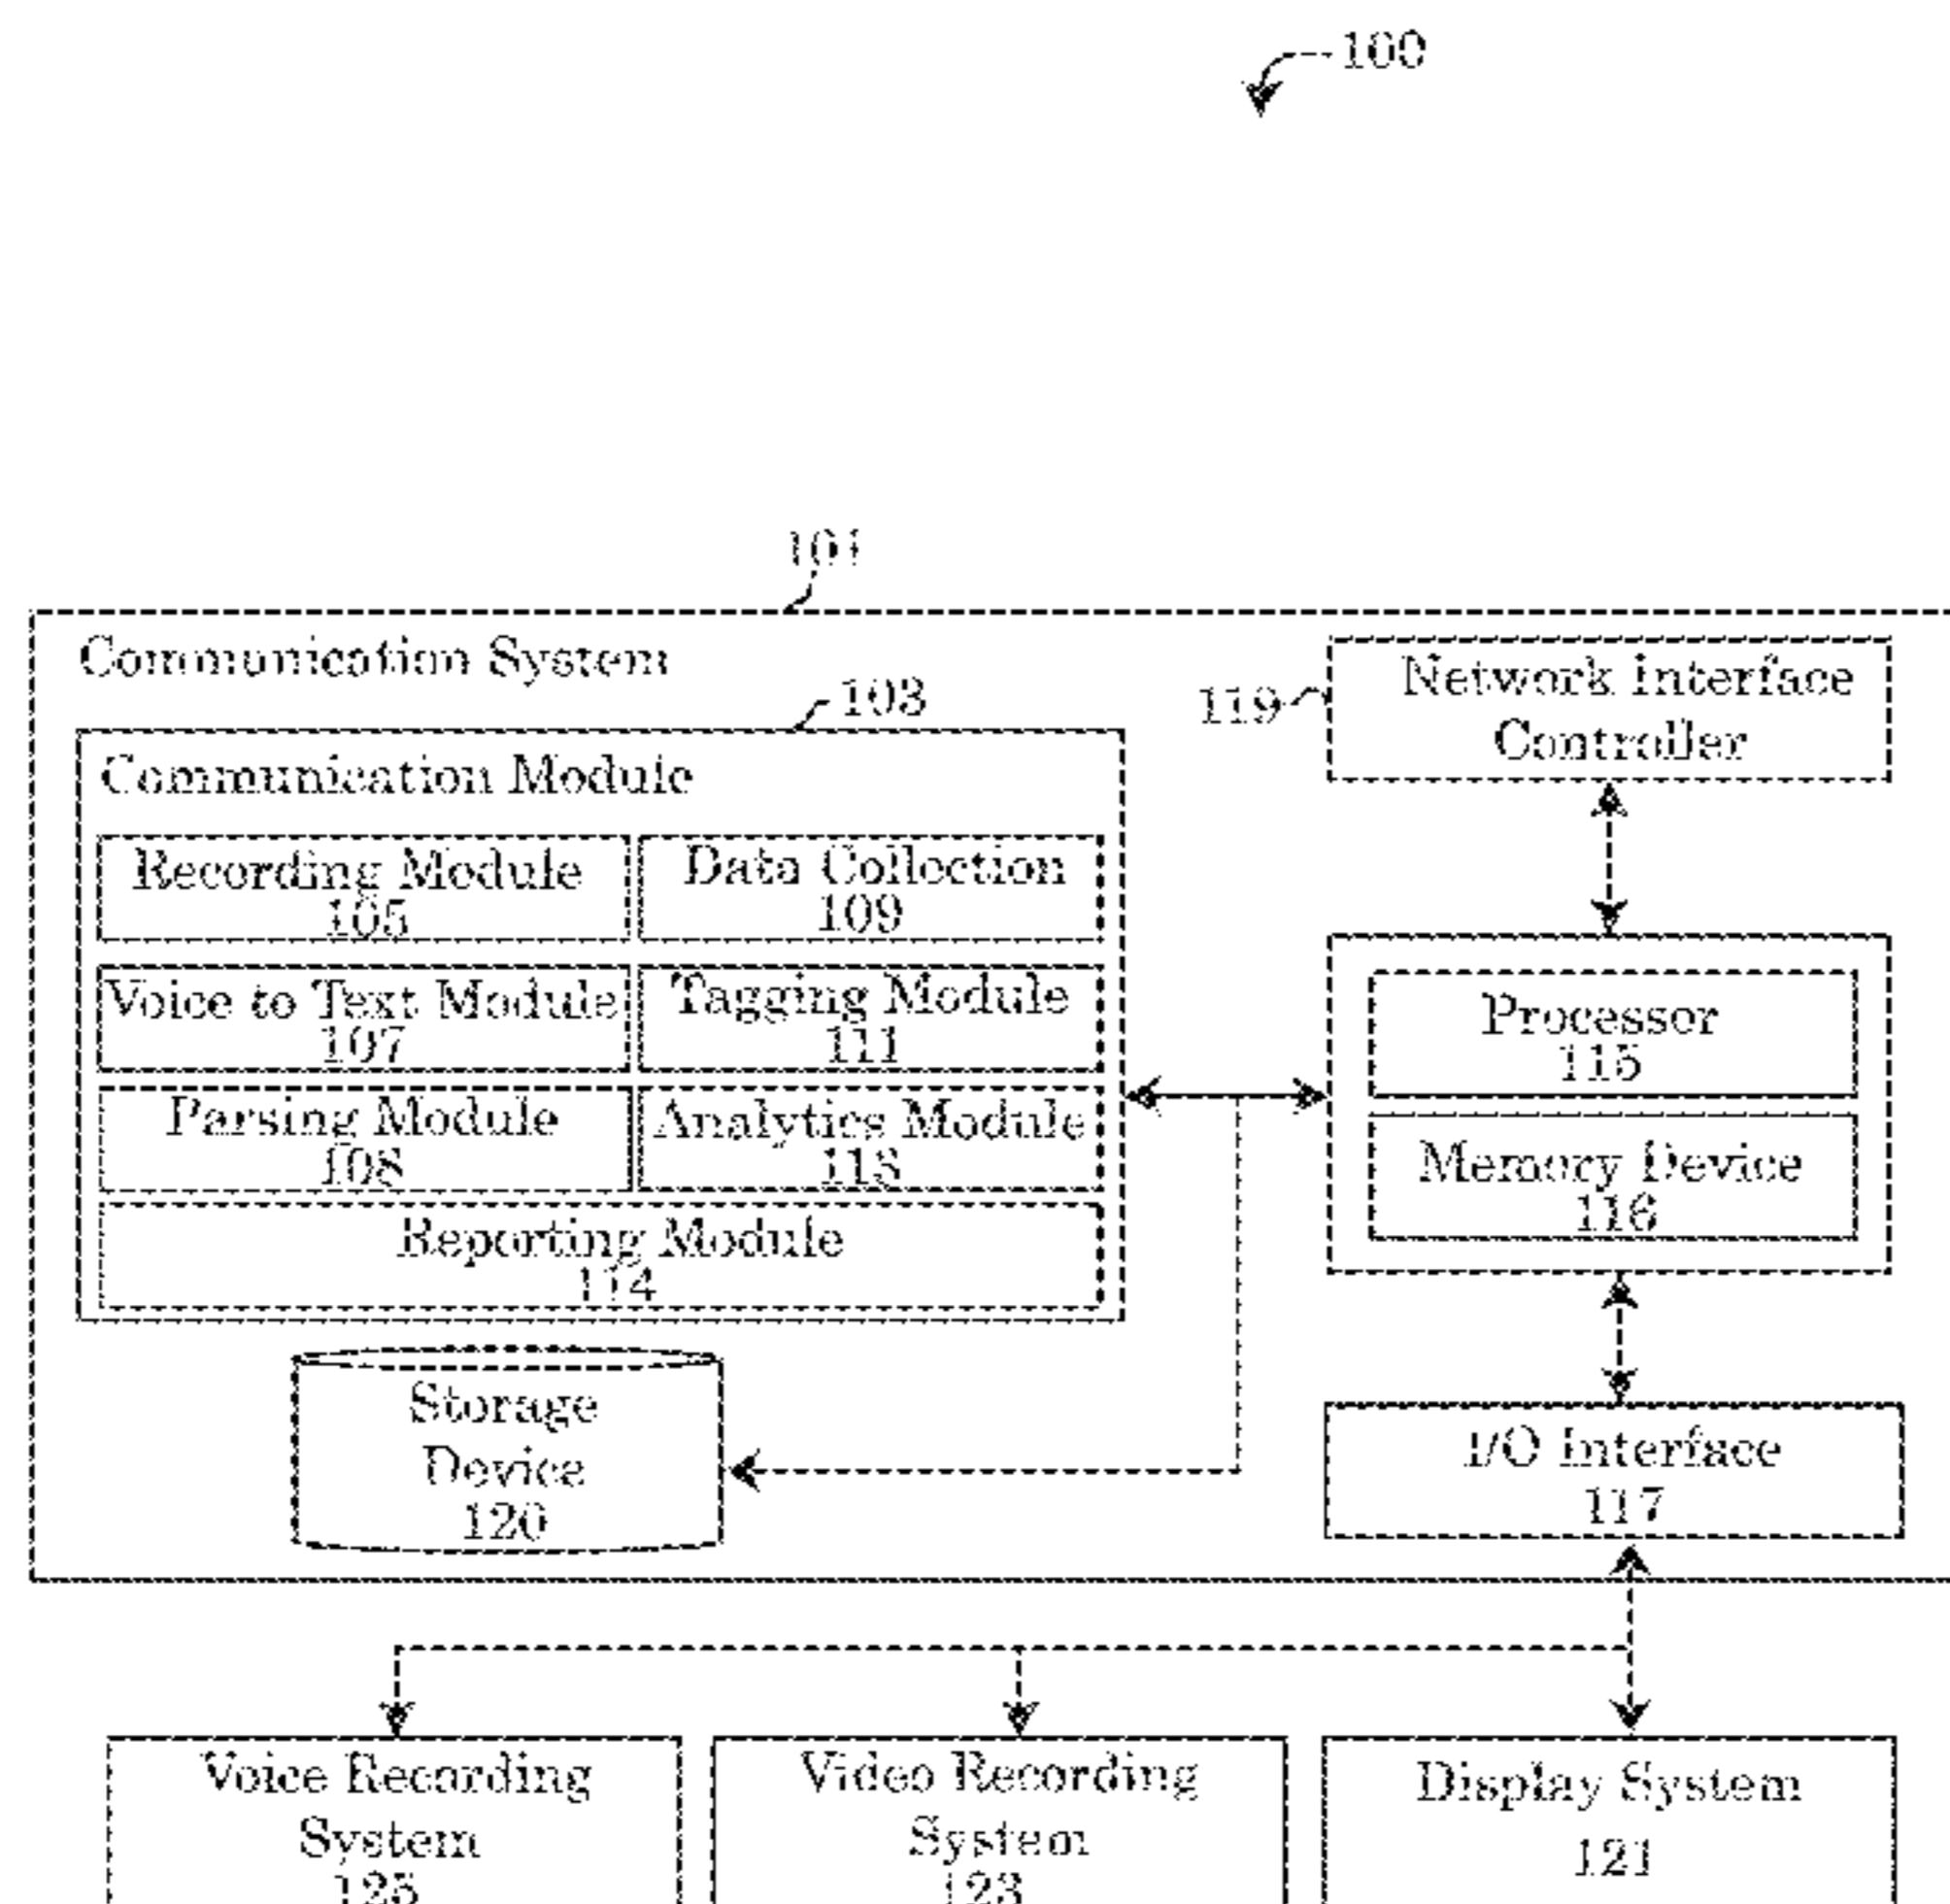 100
101
Communication System
103
Communication Module
Recording Module
105
Data Collection
109
Voice to Text Module
107
Tagging Module
111
Parsing Module
108
Analytics Module
113
Reporting Module
114
Storage
Device
120
119
Network Interface
Controller
Processor
115
Memory Device
116
I/O Interface
117
Voice Recording
System
125
Video Recording
System
123
Display System
121